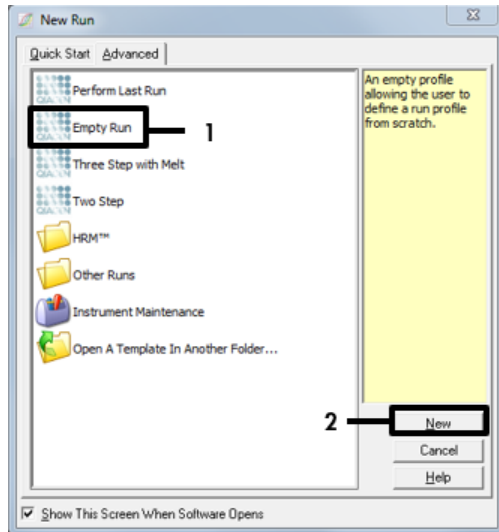 New Run
Quick Start Advanced
Perform Last Run
Empty Run
1
Three Step with Melt
Two Step
HRM™
Other Runs
Instrument Maintenance
Open A Template In Another Folder...
An empty profile
allowing the user to
define a run profile
from scratch.
2
New
Cancel
Help
Show This Screen When Software Opens